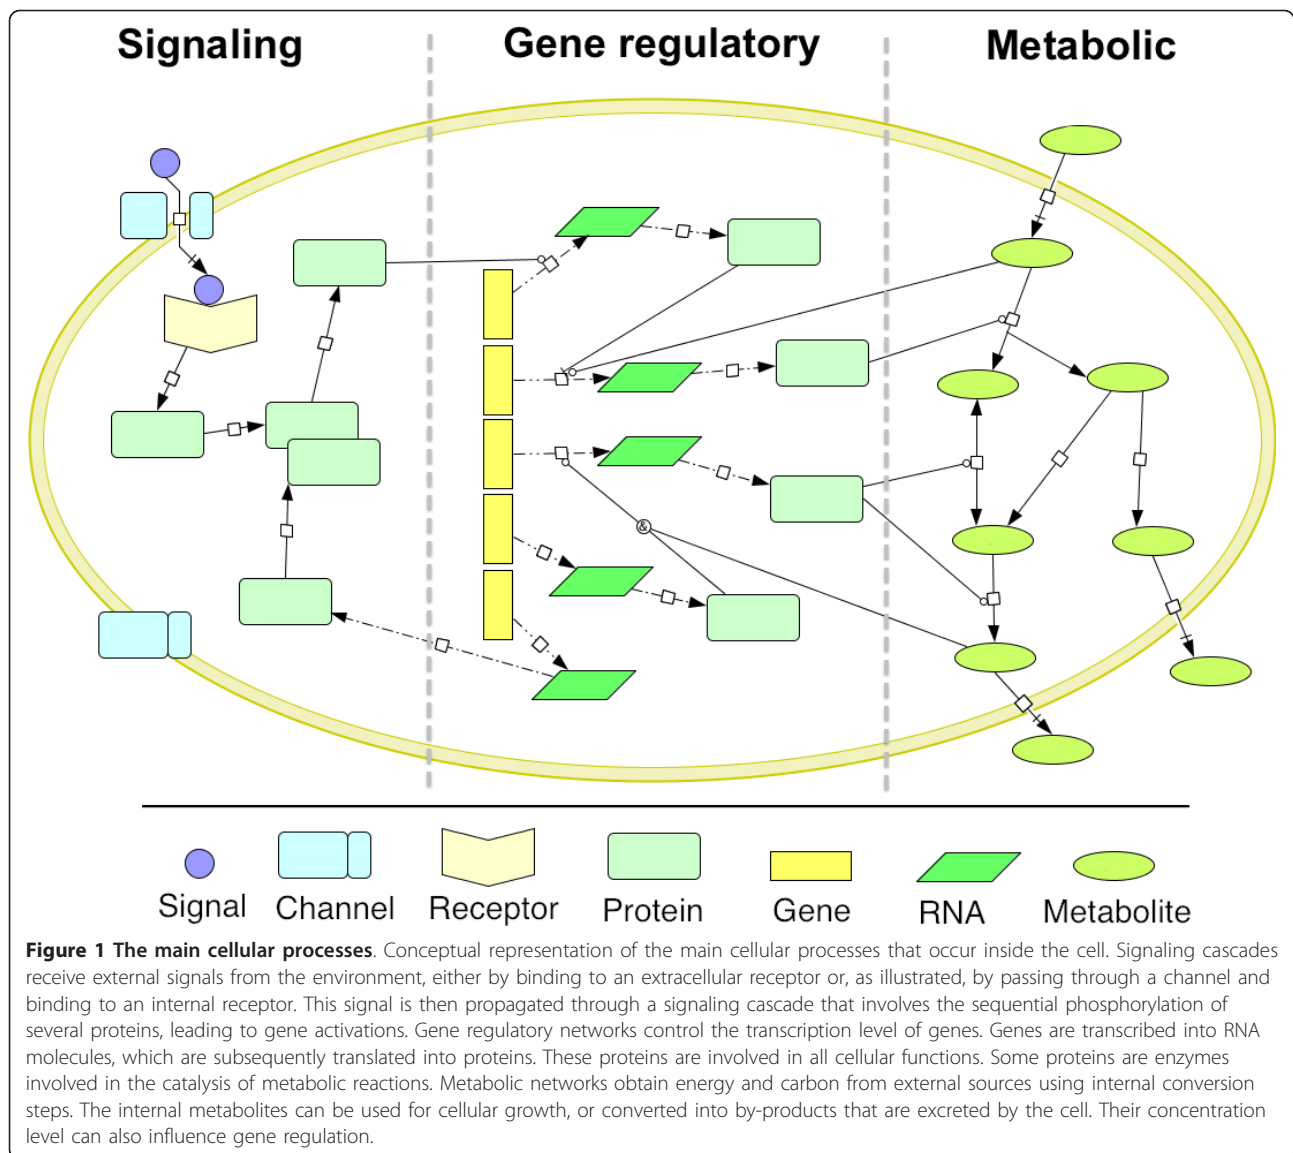 Signaling Gene regulatory Metabolic
&
Signal Channel Receptor Protein Gene RNA Metabolite
Figure 1 The main cellular processes. Conceptual representation of the main cellular processes that occur inside the cell. Signaling cascades
receive external signals from the environment, either by binding to an extracellular receptor or, as illustrated, by passing through a channel and
binding to an internal receptor. This signal is then propagated through a signaling cascade that involves the sequential phosphorylation of
several proteins, leading to gene activations. Gene regulatory networks control the transcription level of genes. Genes are transcribed into RNA
molecules, which are subsequently translated into proteins. These proteins are involved in all cellular functions. Some proteins are enzymes
involved in the catalysis of metabolic reactions. Metabolic networks obtain energy and carbon from external sources using internal conversion
steps. The internal metabolites can be used for cellular growth, or converted into by-products that are excreted by the cell. Their concentration
level can also influence gene regulation.